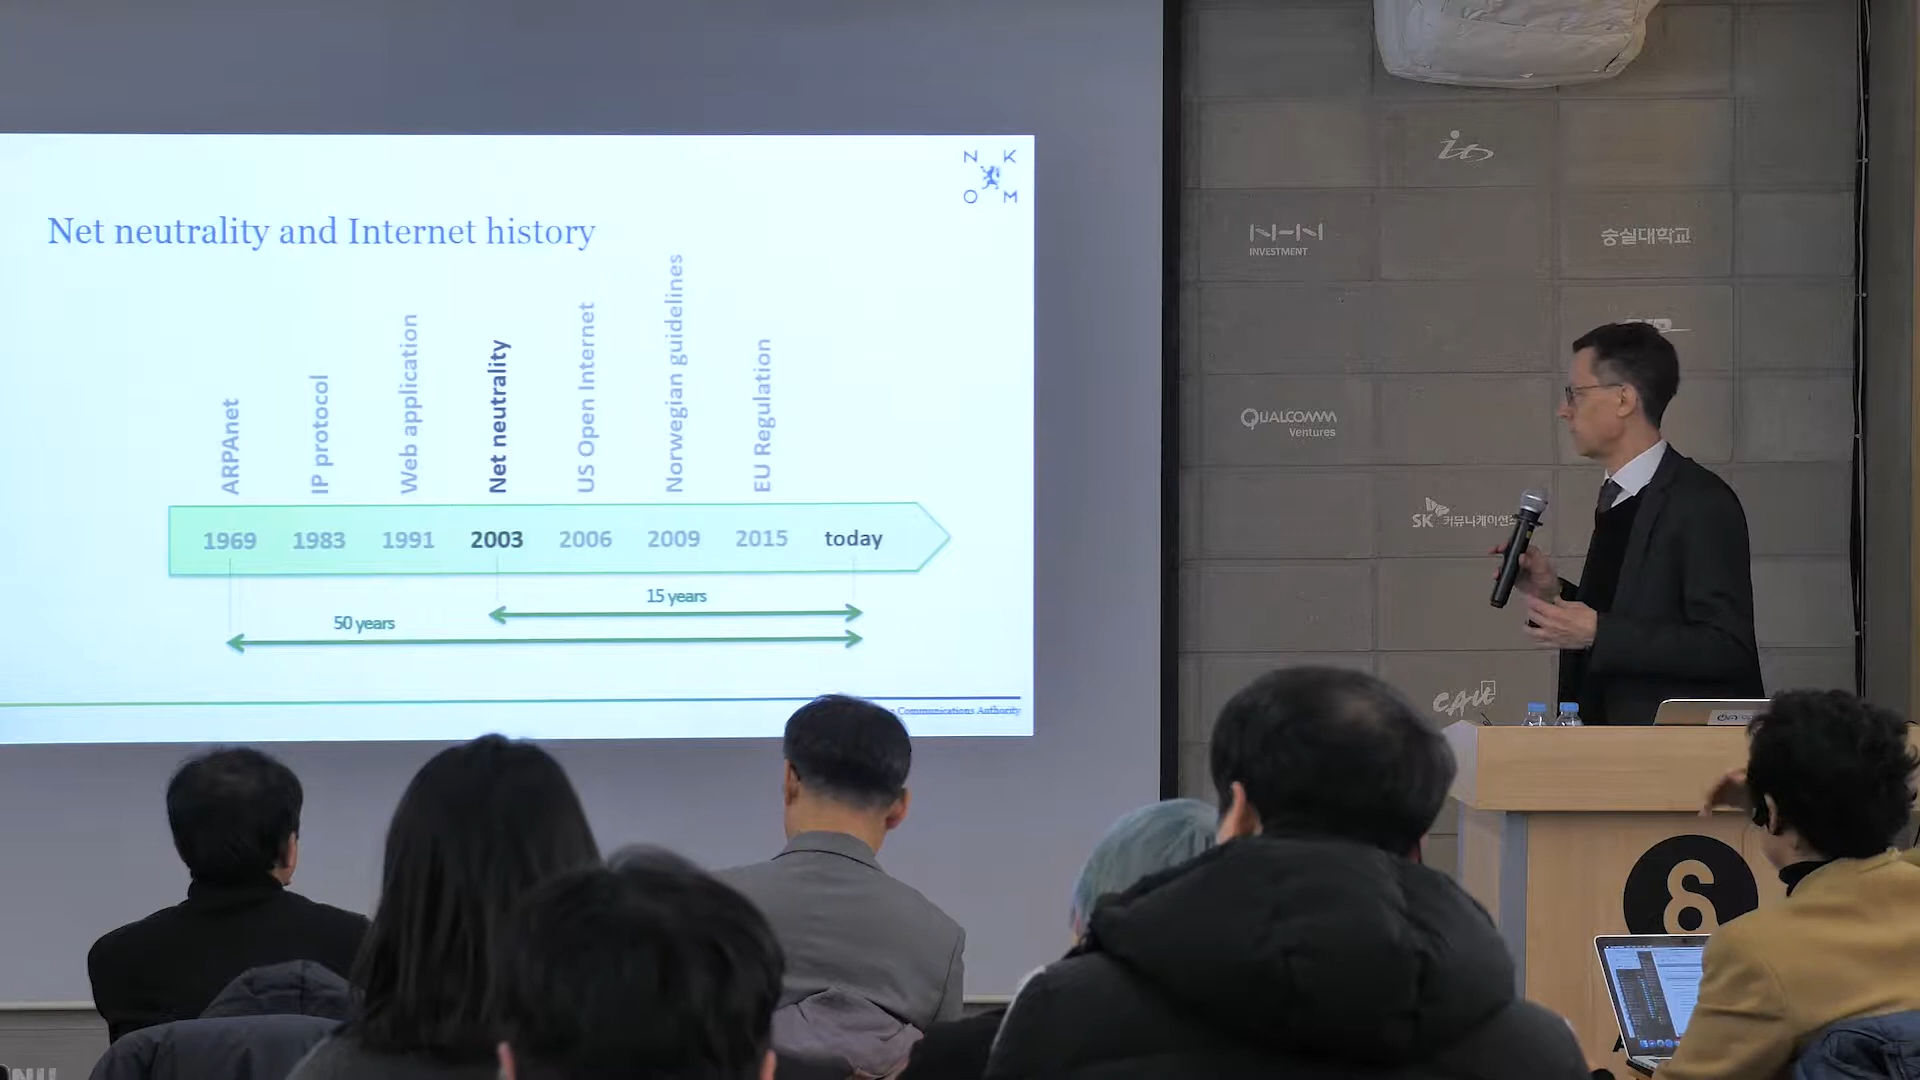 N K
O M
Net neutrality and Internet history
ARPAnet
IP protocol
Web application
Net neutrality
US Open Internet
Norwegian guidelines
EU Regulation
1969 1983 1991 2003 2006 2009 2015 today
15 years
50 years
Communications Authority
INVESTMENT
숭실대학교
QUALCOMM
Ventures
SK 커뮤니케이션
CAU